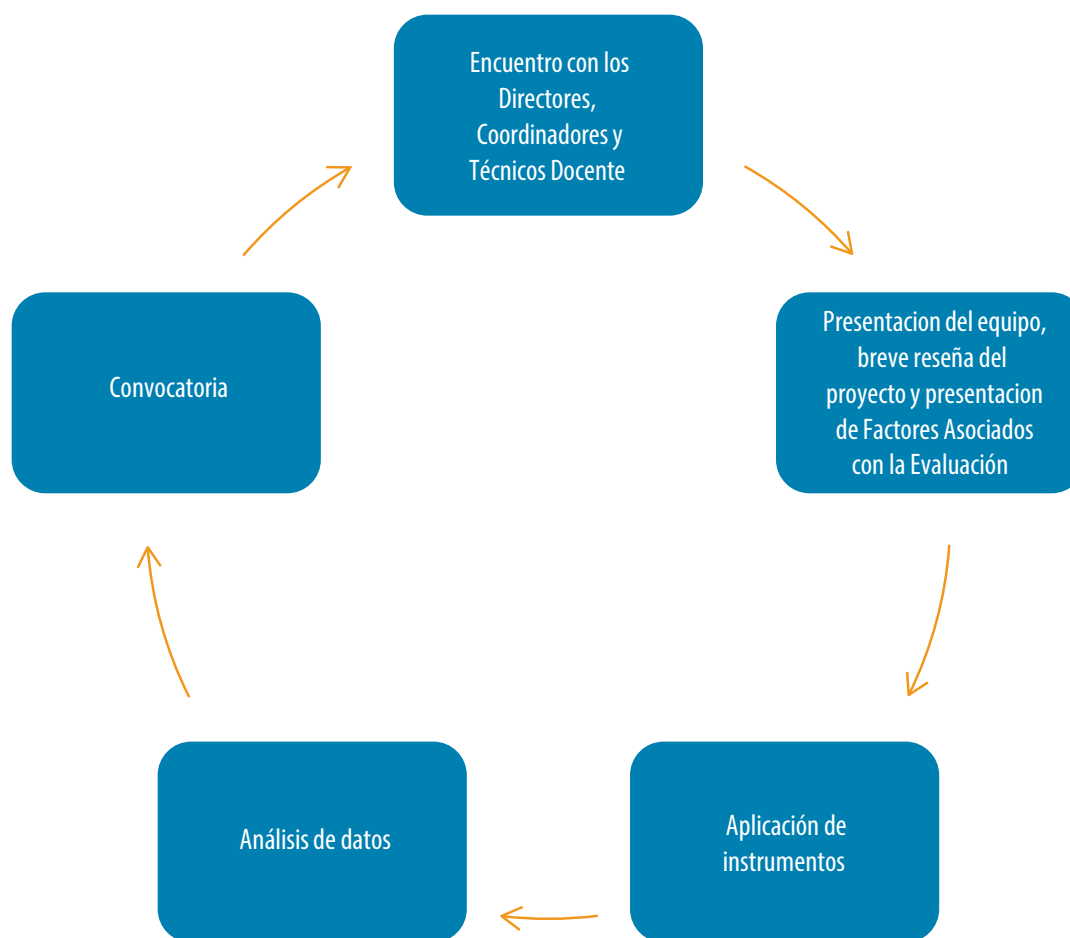 Encuentro con los
Directores,
Coordinadores y
Técnicos Docente
Presentacion del equipo,
breve reseña del
proyecto y presentacion
de Factores Asociados
con la Evaluación
Convocatoria
Aplicación de
instrumentos
Análisis de datos